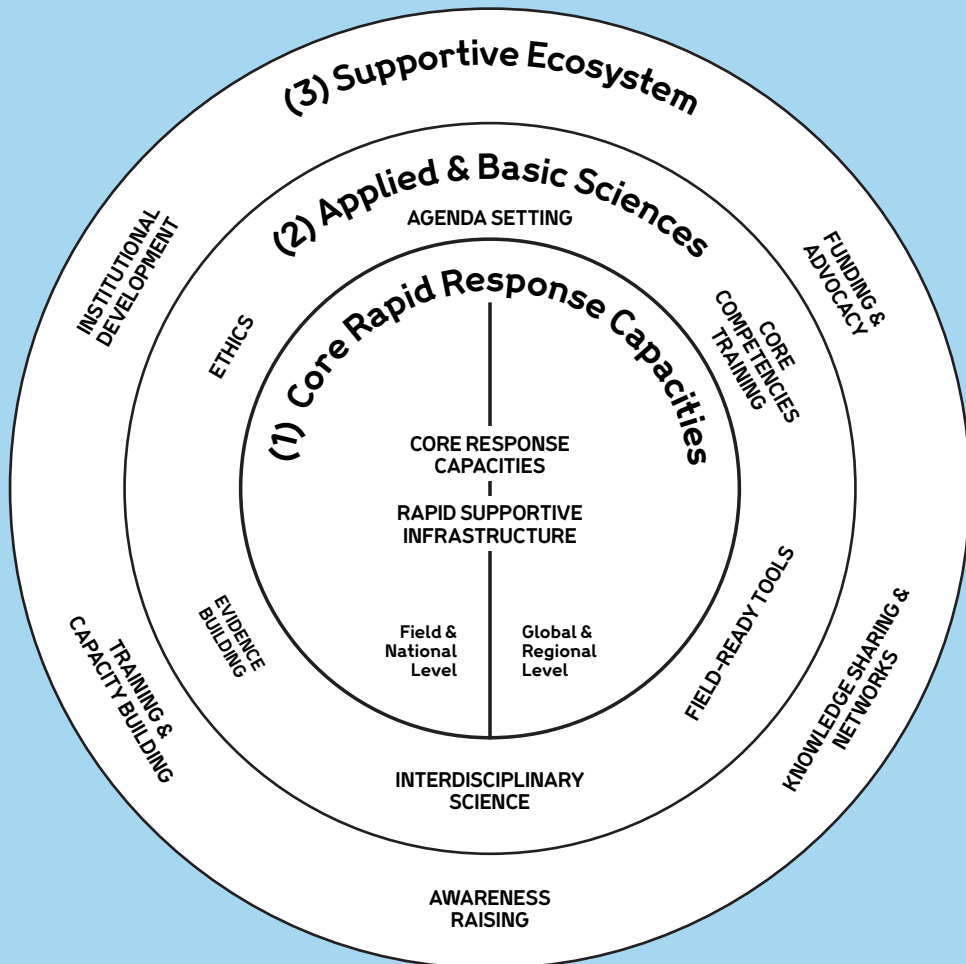 (3) Supportive Ecosystem
INSTITUTIONAL
DEVELOPMENT
FUNDING &
ADVOCACY
TRAINING &
CAPACITY BUILDING
KNOWLEDGE SHARING &
NETWORKS
AWARENESS
RAISING
(2) Applied & Basic Sciences
AGENDA SETTING
ETHICS
CORE
COMPETENCIES
TRAINING
EVIDENCE
BUILDING
FIELD-READY TOOLS
INTERDISCIPLINARY
SCIENCE
(1) Core Rapid Response Capacities
CORE RESPONSE
CAPACITIES
RAPID SUPPORTIVE
INFRASTRUCTURE
Field &
National
Level
Global &
Regional
Level